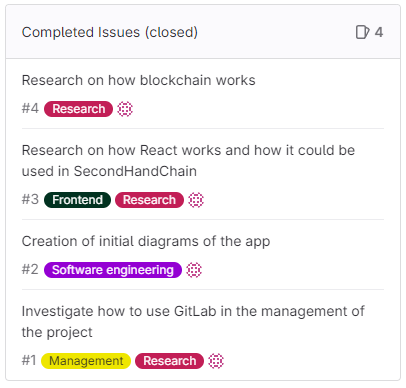 Completed Issues (closed) 4
Research on how blockchain works
#4 Research
Research on how React works and how it could be
used in SecondHandChain
#3 Frontend Research
Creation of initial diagrams of the app
#2 Software engineering
Investigate how to use GitLab in the management of
the project
#1 Management Research